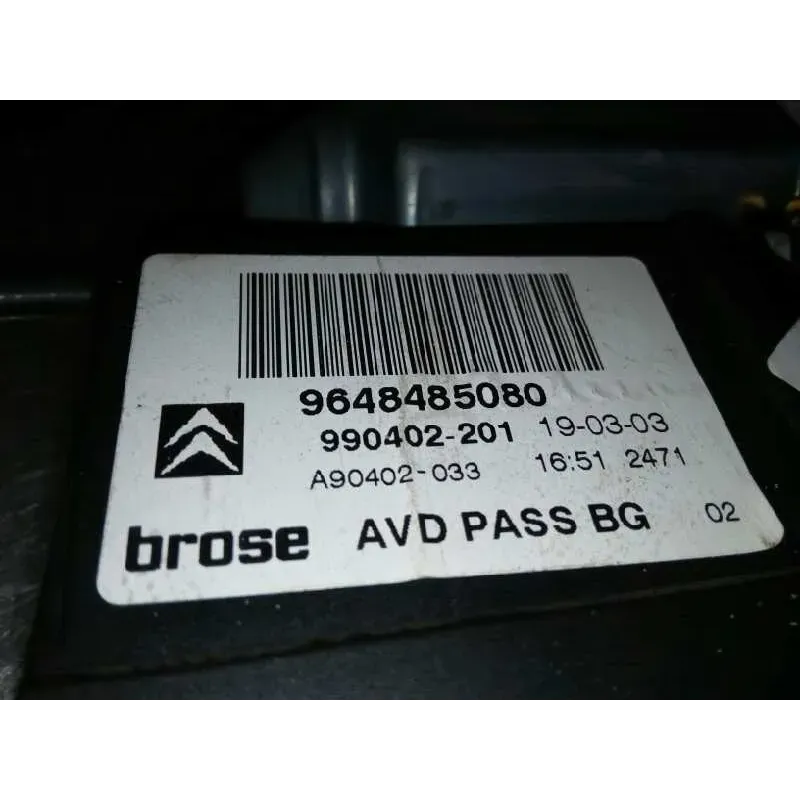 9648485080
990402-201 19-03-03
A90402-033 16:51 2471
brose AVD PASS BG 02